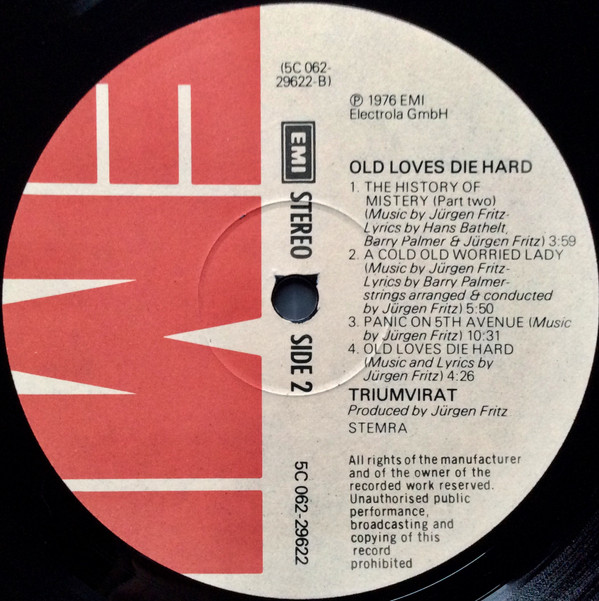 (5C 062-
29622-B)
℗ 1976 EMI
Electrola GmbH
EMI
STEREO SIDE 2
5C 062-29622
OLD LOVES DIE HARD
1. THE HISTORY OF
MISTERY (Part two)
(Music by Jürgen Fritz-
Lyrics by Hans Bathelt,
Barry Palmer & Jürgen Fritz) 3:59
2. A COLD OLD WORRIED LADY
(Music by Jürgen Fritz-
Lyrics by Barry Palmer-
strings arranged & conducted
by Jürgen Fritz) 5:50
3. PANIC ON 5TH AVENUE (Music
by Jürgen Fritz) 10:31
4. OLD LOVES DIE HARD
(Music and Lyrics by
Jürgen Fritz) 4:26
TRIUMVIRAT
Produced by Jürgen Fritz
STEMRA
All rights of the manufacturer
and of the owner of the
recorded work reserved.
Unauthorised public
performance,
broadcasting and
copying of this
record
prohibited
EMI